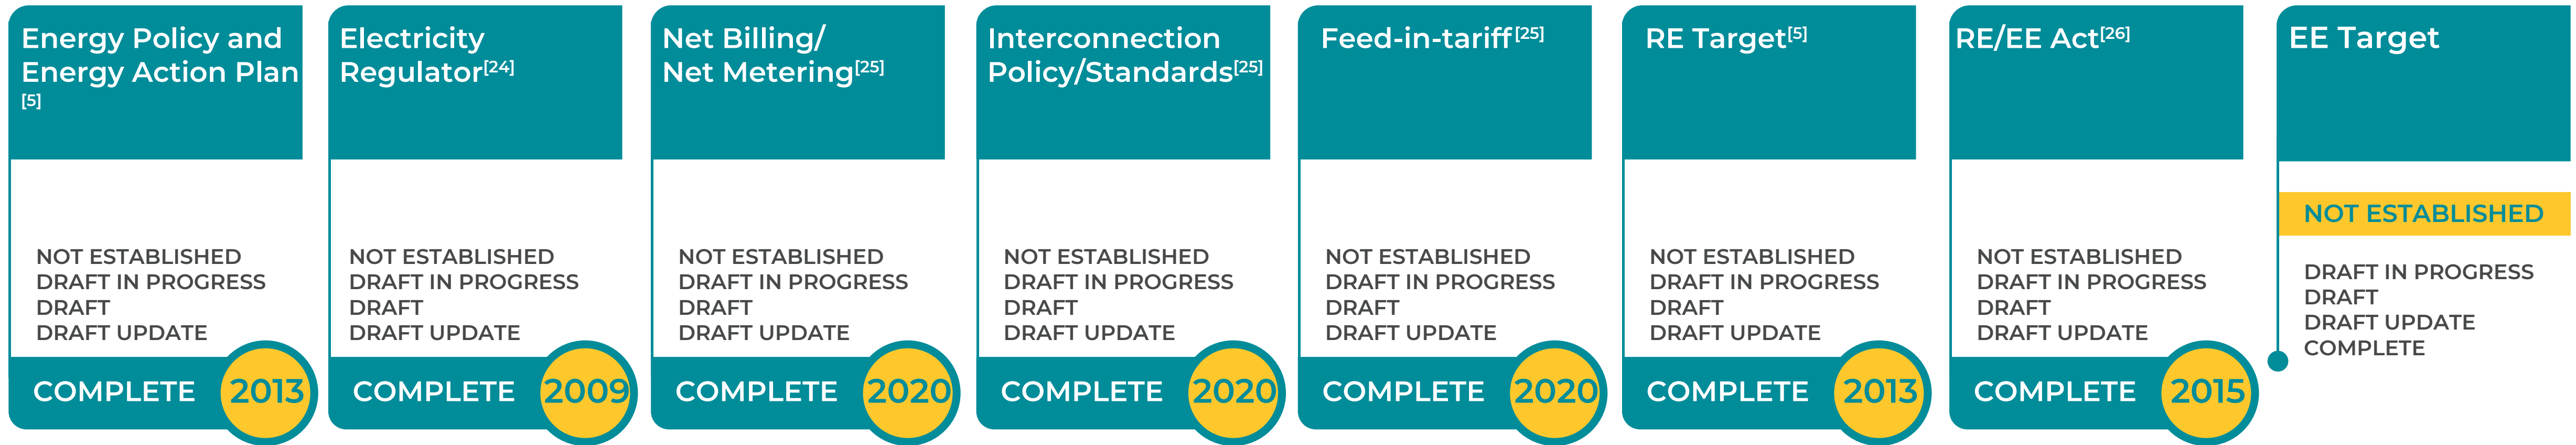 Energy Policy and
Energy Action Plan
[5]
NOT ESTABLISHED
DRAFT IN PROGRESS
DRAFT
DRAFT UPDATE
COMPLETE 2013
Electricity
Regulator[24]
NOT ESTABLISHED
DRAFT IN PROGRESS
DRAFT
DRAFT UPDATE
COMPLETE 2009
Net Billing/
Net Metering[25]
NOT ESTABLISHED
DRAFT IN PROGRESS
DRAFT
DRAFT UPDATE
COMPLETE 2020
Interconnection
Policy/Standards[25]
NOT ESTABLISHED
DRAFT IN PROGRESS
DRAFT
DRAFT UPDATE
COMPLETE 2020
Feed-in-tariff[25]
NOT ESTABLISHED
DRAFT IN PROGRESS
DRAFT
DRAFT UPDATE
COMPLETE 2020
RE Target[5]
NOT ESTABLISHED
DRAFT IN PROGRESS
DRAFT
DRAFT UPDATE
COMPLETE 2013
RE/EE Act[26]
NOT ESTABLISHED
DRAFT IN PROGRESS
DRAFT
DRAFT UPDATE
COMPLETE 2015
EE Target
NOT ESTABLISHED
DRAFT IN PROGRESS
DRAFT
DRAFT UPDATE
COMPLETE